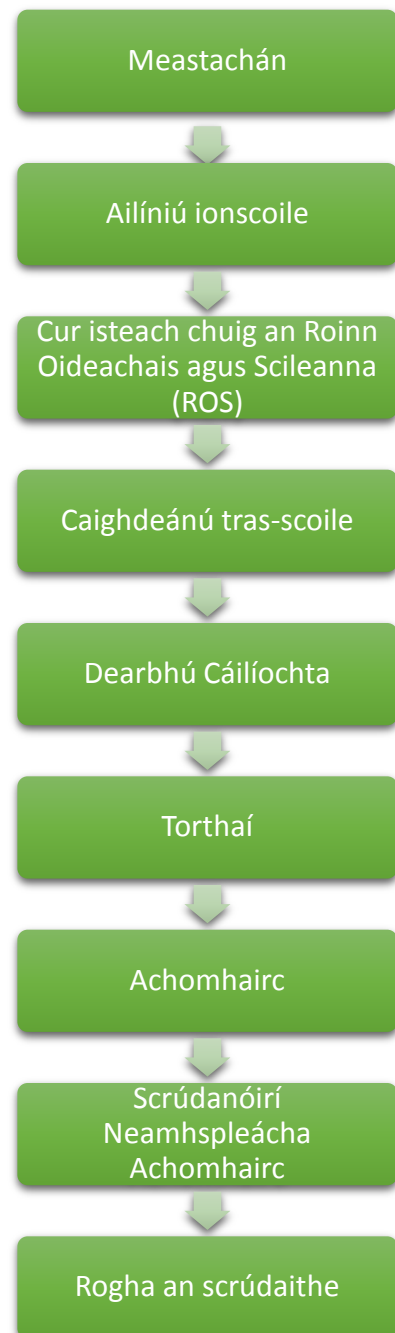 Meastachán
Ailíniú ionscoile
Cur isteach chuig an Roinn
Oideachais agus Scileanna
(ROS)
Caighdeánú tras-scoile
Dearbhú Cáilíochta
Torthaí
Achomhairc
Scrúdanóirí
Neamhspleácha
Achomhairc
Rogha an scrúdaithe